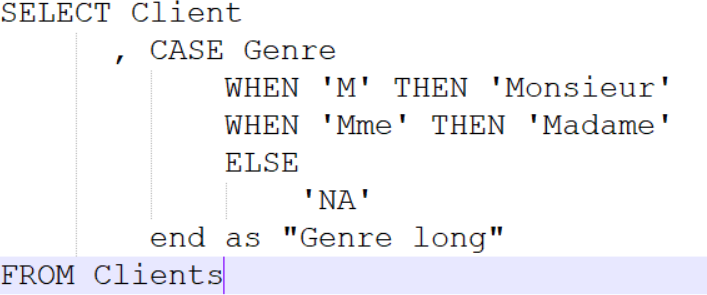 SELECT Client
, CASE Genre
WHEN 'M' THEN 'Monsieur'
WHEN 'Mme' THEN 'Madame'
ELSE
'NA'
end as "Genre long"
FROM Clients